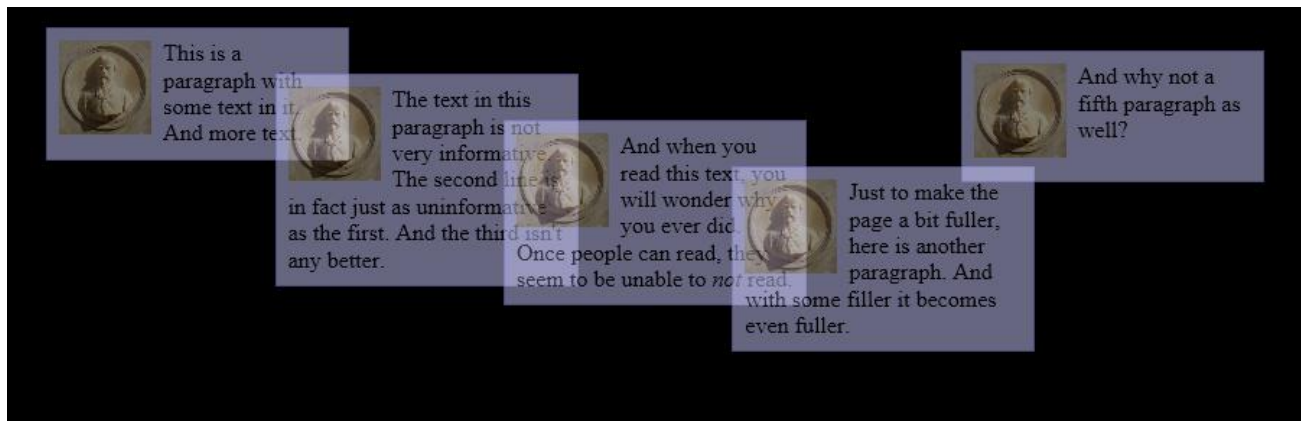 This is a
paragraph with
some text in it.
And more text.
The text in this
paragraph is not
very informative.
The second line is
in fact just as uninformative
as the first. And the third isn't
any better.
And when you
read this text, you
will wonder why
you ever did.
Once people can read, they
seem to be unable to not read.
Just to make the
page a bit fuller,
here is another
paragraph. And
with some filler it becomes
even fuller.
And why not a
fifth paragraph as
well?